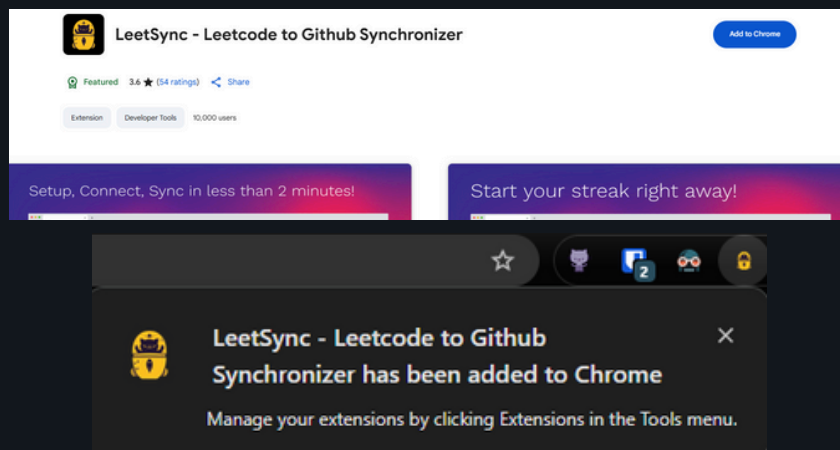 LeetSync - Leetcode to Github Synchronizer
Add to Chrome
Featured 3.6 ★ (54 ratings) Share
Extension Developer Tools 10,000 users
Setup, Connect, Sync in less than 2 minutes!
Start your streak right away!
2
LeetSync - Leetcode to Github
Synchronizer has been added to Chrome
Manage your extensions by clicking Extensions in the Tools menu.